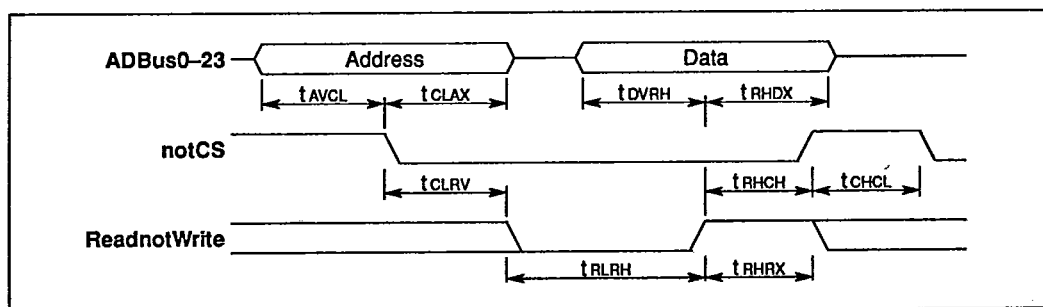 ADBus0–23 Address Data
tAVCL tCLAX tDVRH tRHDX
notCS
tCLRV tRHCH tCHCL
ReadnotWrite
tRLRH tRHRX